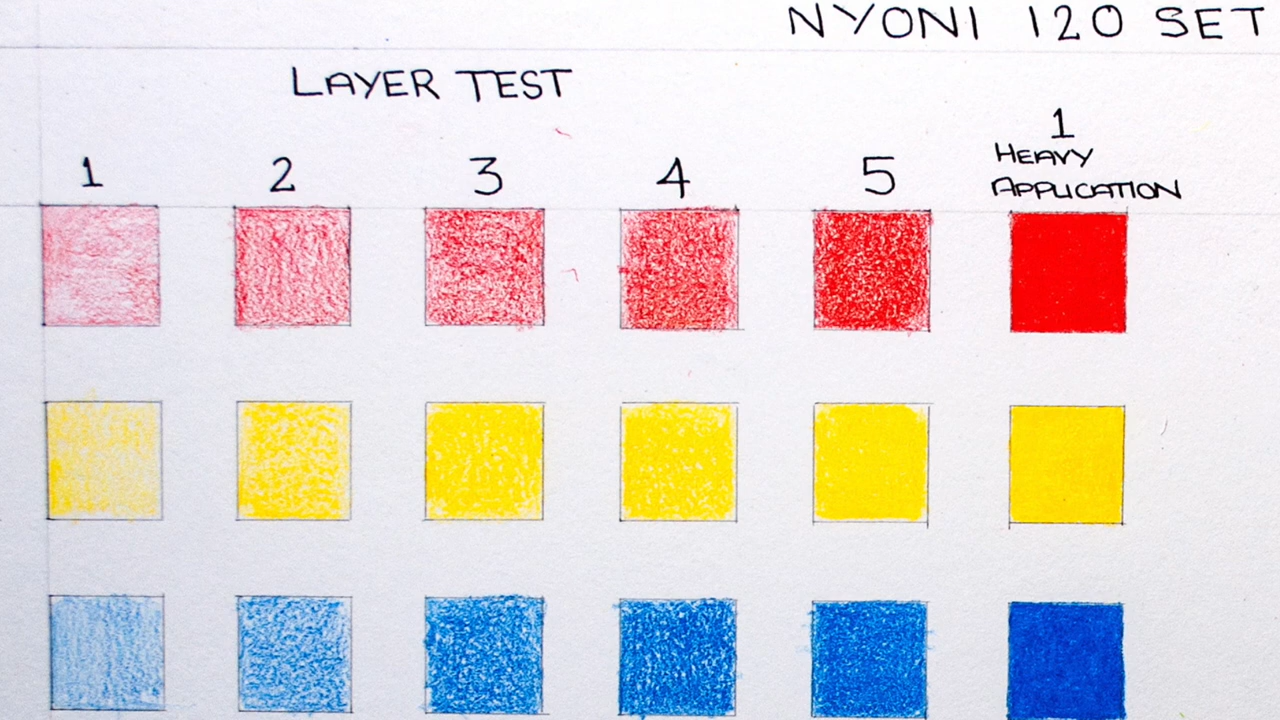 NYONI 120 SET
LAYER TEST
1 2 3 4 5 1
HEAVY
APPLICATION